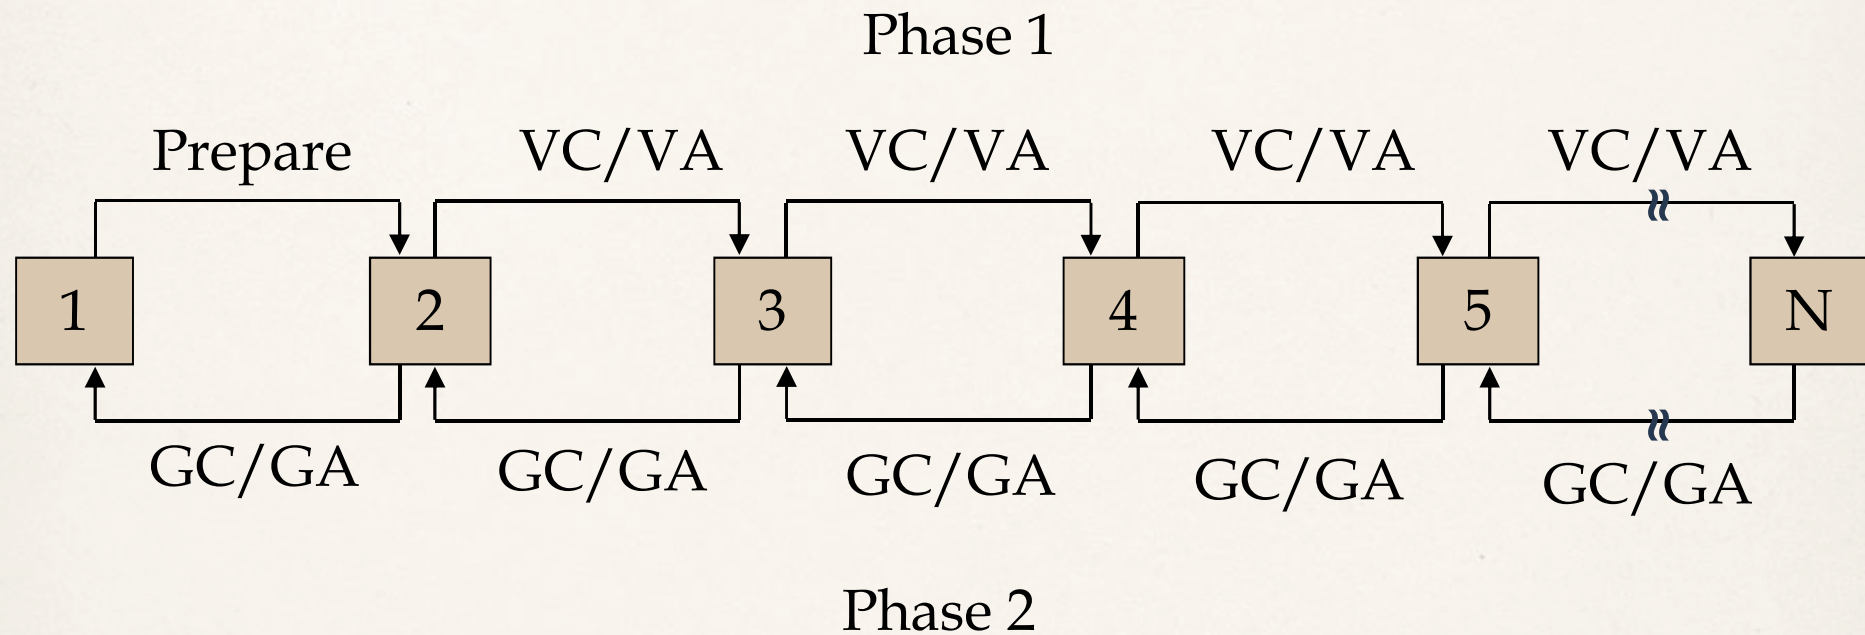 Phase 1
Prepare VC/VA VC/VA VC/VA VC/VA
1 2 3 4 5 N
GC/GA GC/GA GC/GA GC/GA GC/GA
Phase 2